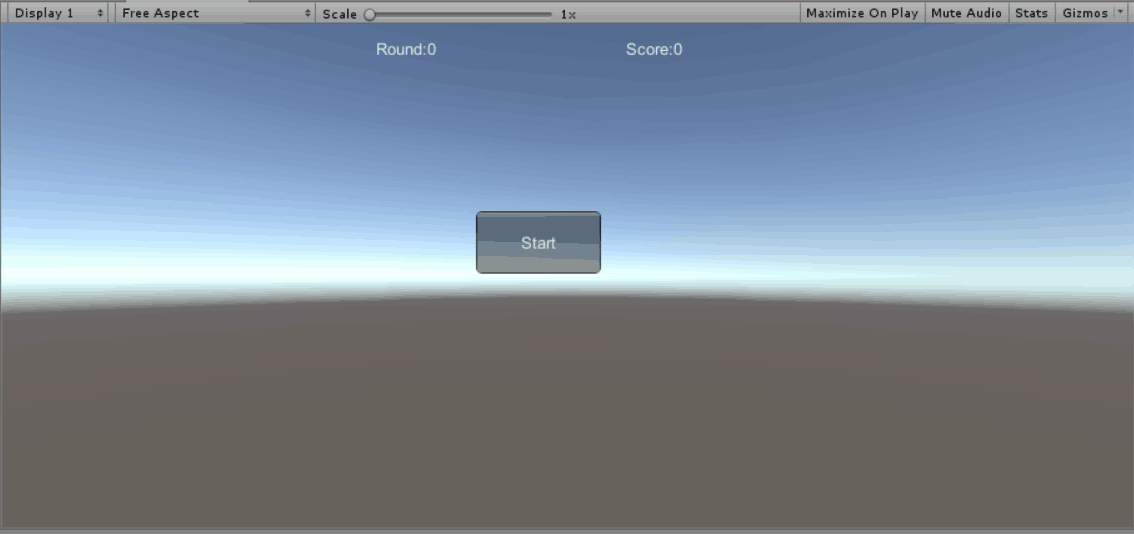 Display 1 Free Aspect Scale 1x Maximize On Play Mute Audio Stats Gizmos
Round:0 Score:0
Start